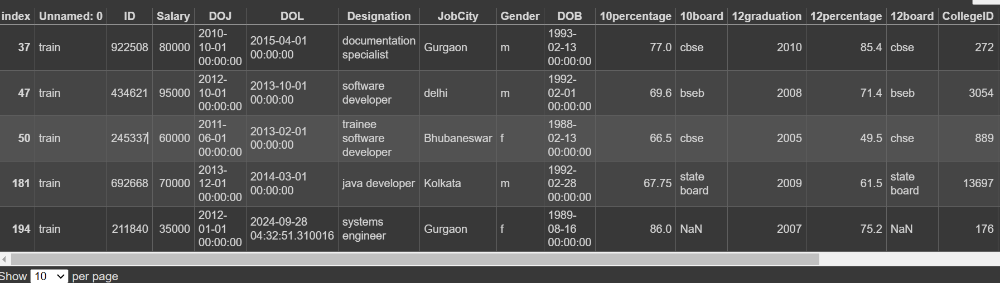 index Unnamed: 0 ID Salary DOJ DOL Designation JobCity Gender DOB 10percentage 10board 12graduation 12percentage 12board CollegeID
37 train 922508 80000 2010-10-01 00:00:00 2015-04-01 00:00:00 documentation specialist Gurgaon m 1993-02-13 00:00:00 77.0 cbse 2010 85.4 cbse 272
47 train 434621 95000 2012-10-01 00:00:00 2013-10-01 00:00:00 software developer delhi m 1992-02-01 00:00:00 69.6 bseb 2008 71.4 bseb 3054
50 train 245337 60000 2011-06-01 00:00:00 2013-02-01 00:00:00 trainee software developer Bhubaneswar f 1988-02-13 00:00:00 66.5 cbse 2005 49.5 chse 889
181 train 692668 70000 2013-12-01 00:00:00 2014-03-01 00:00:00 java developer Kolkata m 1992-02-28 00:00:00 67.75 state board 2009 61.5 state board 13697
194 train 211840 35000 2012-01-01 00:00:00 2024-09-28 04:32:51.310016 systems engineer Gurgaon f 1989-08-16 00:00:00 86.0 NaN 2007 75.2 NaN 176
Show 10 per page